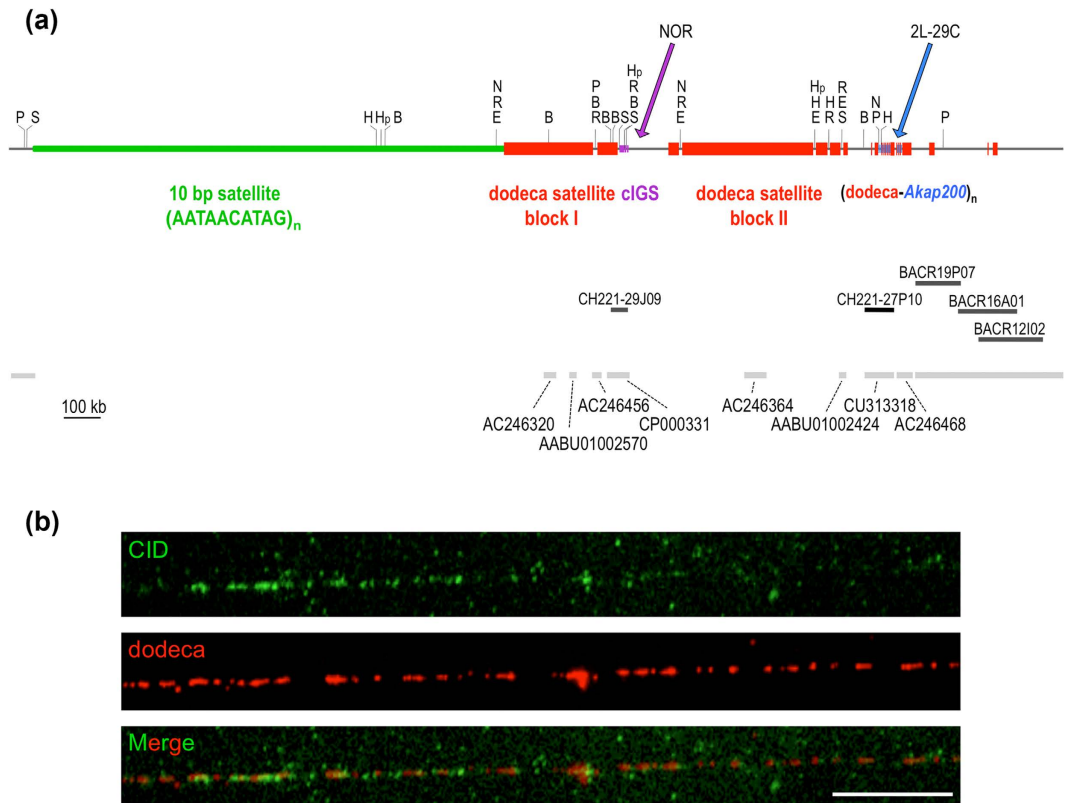 (a)
NOR
2L-29C
P S
H Hp B
N
R
E
B
P
B
R
B B S S
Hp
R
B
S
N
R
E
Hp
H
E
H
R
R
E
S
B
N
P H
P
10 bp satellite
(AATAACATAG)n
dodeca satellite
block I
cIGS
dodeca satellite
block II
(dodeca-Akap200)n
BACR19P07
CH221-29J09
CH221-27P10
BACR16A01
BACR12I02
100 kb
AC246320
AABU01002570
AC246456
CP000331
AC246364
AABU01002424
CU313318
AC246468
(b)
CID
dodeca
Merge